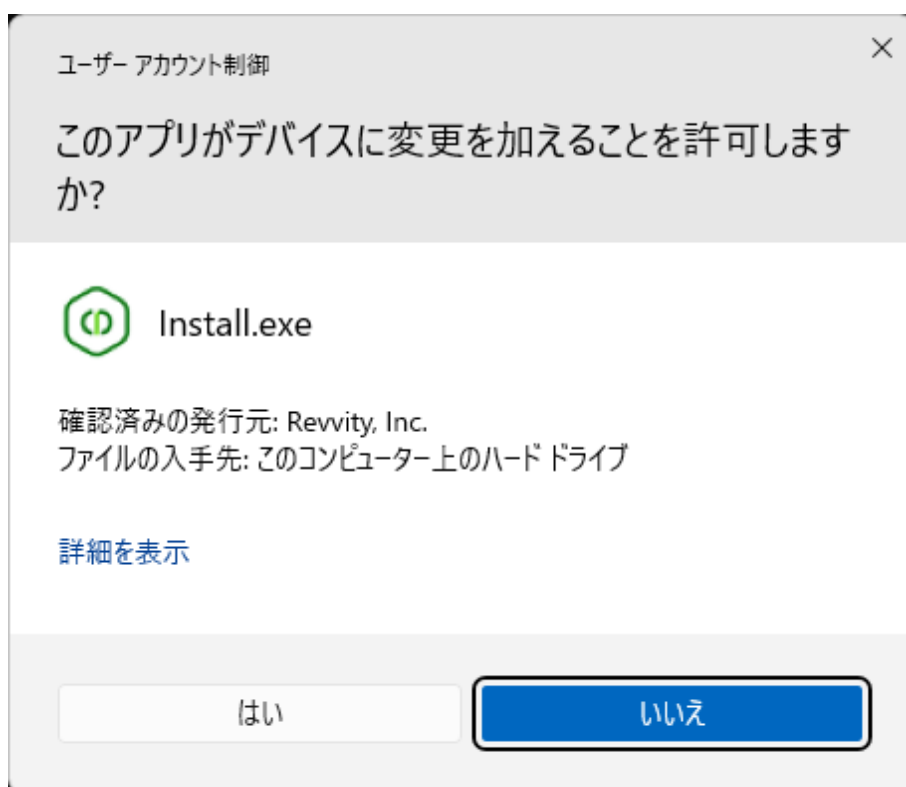 ユーザー アカウント制御
このアプリがデバイスに変更を加えることを許可します
か?
Install.exe
確認済みの発行元: Revvity, Inc.
ファイルの入手先: このコンピューター上のハード ドライブ
詳細を表示
はい
いいえ